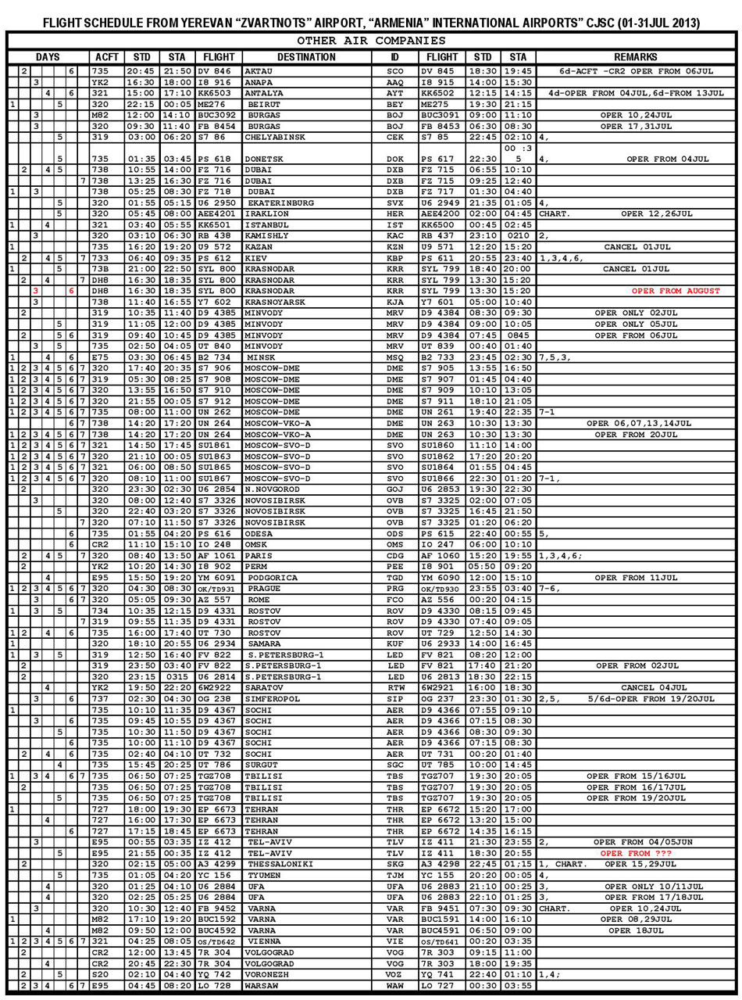 FLIGHT SCHEDULE FROM YEREVAN “ZVARTNOTS” AIRPORT, “ARMENIA” INTERNATIONAL AIRPORTS” CJSC (01-31JUL 2013)
OTHER AIR COMPANIES
DAYS ACFT STD STA FLIGHT DESTINATION ID FLIGHT STD STA REMARKS
2 6 735 20:45 21:50 DV 846 AKTAU SCO DV 845 18:30 19:45 6d-ACFT -CR2 OPER FROM 06JUL
3 YK2 16:30 18:00 I8 916 ANAPA AAQ I8 915 14:00 15:30
4 6 321 15:00 17:10 KK6503 ANTALYA AYT KK6502 12:15 14:15 4d-OPER FROM 04JUL,6d-FROM 13JUL
1 5 320 22:15 00:05 ME276 BEIRUT BEY ME275 19:30 21:15
3 M82 12:00 14:10 BUC3092 BURGAS BOJ BUC3091 09:00 11:10 OPER 10,24JUL
3 320 09:30 11:40 FB 8454 BURGAS BOJ FB 8453 06:30 08:30 OPER 17,31JUL
5 319 03:00 06:20 S7 86 CHELYABINSK CEK S7 85 22:45 02:10 4,
00 :3
5 735 01:35 03:45 PS 618 DONETSK DOK PS 617 22:30 5 4, OPER FROM 04JUL
2 4 5 738 10:55 14:00 FZ 716 DUBAI DXB FZ 715 06:55 10:10
7 738 13:25 16:30 FZ 716 DUBAI DXB FZ 715 09:25 12:40
1 3 738 05:25 08:30 FZ 718 DUBAI DXB FZ 717 01:30 04:40
5 320 01:55 05:15 U6 2950 EKATERINBURG SVX U6 2949 21:35 01:05 4,
5 320 05:45 08:00 AEE4201 IRAKLION HER AEE4200 02:00 04:45 CHART. OPER 12,26JUL
1 4 321 03:40 05:55 KK6501 ISTANBUL IST KK6500 00:45 02:45
3 320 03:10 06:30 RB 438 KAMISHLY KAC RB 437 23:10 0210 2,
1 735 16:20 19:20 U9 572 KAZAN KZN U9 571 12:20 15:20 CANCEL 01JUL
2 4 5 7 733 06:40 09:35 PS 612 KIEV KBP PS 611 20:55 23:40 1,3,4,6,
1 5 73B 21:00 22:50 SYL 800 KRASNODAR KRR SYL 799 18:40 20:00 CANCEL 01JUL
2 4 7 DH8 16:30 18:35 SYL 800 KRASNODAR KRR SYL 799 13:30 15:20
3 6 DH8 16:30 18:35 SYL 800 KRASNODAR KRR SYL 799 13:30 15:20 OPER FROM AUGUST
3 738 11:40 16:55 Y7 602 KRASNOYARSK KJA Y7 601 05:00 10:40
2 319 10:35 11:40 D9 4385 MINVODY MRV D9 4384 08:30 09:30 OPER ONLY 02JUL
5 319 11:05 12:00 D9 4385 MINVODY MRV D9 4384 09:00 10:05 OPER ONLY 05JUL
2 5 6 319 09:40 10:45 D9 4385 MINVODY MRV D9 4384 07:45 0845 OPER FROM 06JUL
3 5 735 02:50 04:05 UT 840 MINVODY MRV UT 839 00:40 01:40
1 4 6 E75 03:30 06:45 B2 734 MINSK MSQ B2 733 23:45 02:30 7,5,3,
1 2 3 4 5 6 7 320 17:40 20:35 S7 906 MOSCOW-DME DME S7 905 13:55 16:50
1 2 3 4 5 6 7 319 05:30 08:25 S7 908 MOSCOW-DME DME S7 907 01:45 04:40
1 2 3 4 5 6 7 320 13:55 16:50 S7 910 MOSCOW-DME DME S7 909 10:10 13:05
1 2 3 4 5 6 7 320 21:55 00:05 S7 912 MOSCOW-DME DME S7 911 18:10 21:05
1 2 3 4 5 6 7 735 08:00 11:00 UN 262 MOSCOW-DME DME UN 261 19:40 22:35 7-1
6 7 738 14:20 17:20 UN 264 MOSCOW-VKO-A DME UN 263 10:30 13:30 OPER 06,07,13,14JUL
1 2 3 4 5 6 7 738 14:20 17:20 UN 264 MOSCOW-VKO-A DME UN 263 10:30 13:30 OPER FROM 20JUL
1 2 3 4 5 6 7 321 14:50 17:45 SU1861 MOSCOW-SVO-D SVO SU1860 11:10 14:00
1 2 3 4 5 6 7 320 21:10 00:05 SU1863 MOSCOW-SVO-D SVO SU1862 17:20 20:20
1 2 3 4 5 6 7 321 06:00 08:50 SU1865 MOSCOW-SVO-D SVO SU1864 01:55 04:45
1 2 3 4 5 6 7 320 08:10 11:00 SU1867 MOSCOW-SVO-D SVO SU1866 22:30 01:20 7-1,
2 320 23:30 02:30 U6 2854 N.NOVGOROD GOJ U6 2853 19:30 22:30
3 320 08:00 12:40 S7 3326 NOVOSIBIRSK OVB S7 3325 02:00 07:05
5 320 22:40 03:20 S7 3326 NOVOSIBIRSK OVB S7 3325 16:45 21:50
7 320 07:10 11:50 S7 3326 NOVOSIBIRSK OVB S7 3325 01:20 06:20
6 735 01:55 04:20 PS 616 ODESA ODS PS 615 22:40 00:55 5,
6 CR2 11:10 15:10 IO 248 OMSK OMS IO 247 06:00 10:10
2 4 5 7 320 08:40 13:50 AF 1061 PARIS CDG AF 1060 15:20 19:55 1,3,4,6;
2 YK2 10:20 14:30 I8 902 PERM PEE I8 901 05:50 09:20
4 E95 15:50 19:20 YM 6091 PODGORICA TGD YM 6090 12:00 15:10 OPER FROM 11JUL
1 2 3 4 5 6 7 320 04:30 08:30 OK/TD931 PRAGUE PRG OK/TD930 23:55 03:40 7-6,
3 6 7 320 05:05 09:30 AZ 557 ROME FCO AZ 556 00:20 04:15
1 3 5 734 10:35 12:15 D9 4331 ROSTOV ROV D9 4330 08:15 09:45
7 319 09:55 11:35 D9 4331 ROSTOV ROV D9 4330 07:40 09:05
1 2 4 6 735 16:00 17:40 UT 730 ROSTOV ROV UT 729 12:50 14:30
1 320 18:10 20:55 U6 2934 SAMARA KUF U6 2933 14:00 16:45
1 3 5 319 12:50 16:40 FV 822 S.PETERSBURG-1 LED FV 821 08:20 12:00
2 319 23:50 03:40 FV 822 S.PETERSBURG-1 LED FV 821 17:40 21:20 OPER FROM 02JUL
2 320 23:15 0315 U6 2814 S.PETERSBURG-1 LED U6 2813 18:30 22:15
4 YK2 19:50 22:20 6W2922 SARATOV RTW 6W2921 16:00 18:30 CANCEL 04JUL
3 6 737 02:30 04:30 OG 238 SIMFEROPOL SIP OG 237 23:30 01:30 2,5, 5/6d-OPER FROM 19/20JUL
1 735 10:10 11:35 D9 4367 SOCHI AER D9 4366 07:55 09:10
3 6 735 09:45 10:55 D9 4367 SOCHI AER D9 4366 07:15 08:30
5 735 10:30 11:50 D9 4367 SOCHI AER D9 4366 08:30 09:30
6 735 10:00 11:10 D9 4367 SOCHI AER D9 4366 07:15 08:30
2 4 6 735 02:40 04:10 UT 732 SOCHI AER UT 731 00:20 01:40
4 735 15:45 20:25 UT 786 SURGUT SGC UT 785 10:00 14:45
1 3 4 6 7 735 06:50 07:25 TGZ708 TBILISI TBS TGZ707 19:30 20:05 OPER FROM 15/16JUL
2 735 06:50 07:25 TGZ708 TBILISI TBS TGZ707 19:30 20:05 OPER FROM 16/17JUL
5 735 06:50 07:25 TGZ708 TBILISI TBS TGZ707 19:30 20:05 OPER FROM 19/20JUL
1 727 18:00 19:30 EP 6673 TEHRAN THR EP 6672 15:20 17:00
4 727 16:00 17:30 EP 6673 TEHRAN THR EP 6672 13:20 15:00
6 727 17:15 18:45 EP 6673 TEHRAN THR EP 6672 14:35 16:15
3 E95 00:55 03:35 IZ 412 TEL-AVIV TLV IZ 411 21:30 23:55 2, OPER FROM 04/05JUN
5 E95 21:55 00:35 IZ 412 TEL-AVIV TLV IZ 411 18:30 20:55 OPER FROM ???
2 320 02:15 05:00 A3 4299 THESSALONIKI SKG A3 4298 22;45 01;15 1, CHART. OPER 15,29JUL
5 735 01:05 04:20 YC 156 TYUMEN TJM YC 155 20:20 00:05 4,
4 320 01:25 04:10 U6 2884 UFA UFA U6 2883 21:10 00:25 3, OPER ONLY 10/11JUL
4 320 02:25 05:25 U6 2884 UFA UFA U6 2883 22:10 01:25 3, OPER FROM 17/18JUL
3 320 10:30 12:40 FB 9452 VARNA VAR FB 9451 07:30 09:30 CHART. OPER 10,24JUL
1 M82 17:10 19:20 BUC1592 VARNA VAR BUC1591 14:00 16:10 OPER 08,29JUL
4 M82 09:50 12:00 BUC4592 VARNA VAR BUC4591 06:50 09:00 OPER 18JUL
1 2 3 4 5 6 7 321 04:25 08:05 OS/TD642 VIENNA VIE OS/TD641 00:20 03:35
2 CR2 12:00 13:45 7R 304 VOLGOGRAD VOG 7R 303 09:15 11:00
4 CR2 20:45 22:30 7R 304 VOLGOGRAD VOG 7R 303 18:00 19:35
2 5 S20 02:10 04:40 YQ 742 VORONEZH VOZ YQ 741 22:40 01:10 1,4;
2 3 4 6 7 E95 04:45 08:20 LO 728 WARSAW WAW LO 727 00:30 03:55